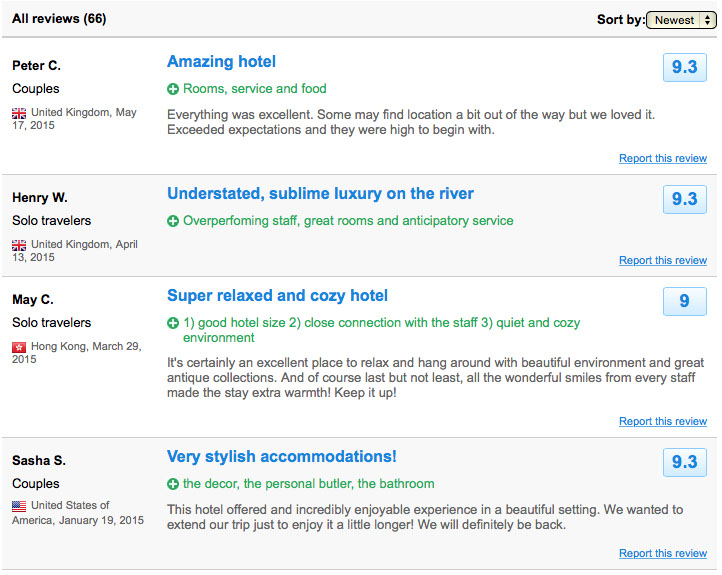 All reviews (66)
Sort by: Newest
Peter C.
Couples
United Kingdom, May
17, 2015
Amazing hotel
Rooms, service and food
Everything was excellent. Some may find location a bit out of the way but we loved it.
Exceeded expectations and they were high to begin with.
9.3
Report this review
Henry W.
Solo travelers
United Kingdom, April
13, 2015
Understated, sublime luxury on the river
Overperfoming staff, great rooms and anticipatory service
9.3
Report this review
May C.
Solo travelers
Hong Kong, March 29,
2015
Super relaxed and cozy hotel
1) good hotel size 2) close connection with the staff 3) quiet and cozy
environment
It's certainly an excellent place to relax and hang around with beautiful environment and great
antique collections. And of course last but not least, all the wonderful smiles from every staff
made the stay extra warmth! Keep it up!
9
Report this review
Sasha S.
Couples
United States of
America, January 19, 2015
Very stylish accommodations!
the decor, the personal butler, the bathroom
This hotel offered and incredibly enjoyable experience in a beautiful setting. We wanted to
extend our trip just to enjoy it a little longer! We will definitely be back.
9.3
Report this review